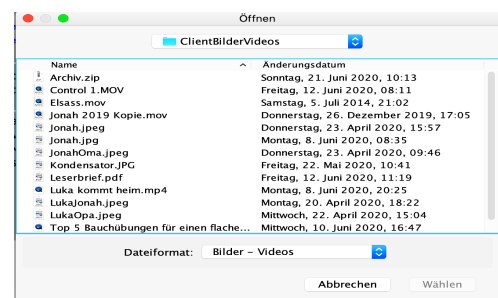 Öffnen
ClientBilderVideos
Name Änderungsdatum
Archiv.zip Sonntag, 21. Juni 2020, 10:13
Control 1.MOV Freitag, 12. Juni 2020, 08:11
Elsass.mov Samstag, 5. Juli 2014, 21:02
Jonah 2019 Kopie.mov Donnerstag, 26. Dezember 2019, 17:05
Jonah.jpeg Donnerstag, 23. April 2020, 15:57
Jonah.jpg Montag, 8. Juni 2020, 08:35
JonahOma.jpeg Donnerstag, 23. April 2020, 09:46
Kondensator.JPG Freitag, 22. Mai 2020, 10:41
Leserbrief.pdf Freitag, 12. Juni 2020, 11:19
Luka kommt heim.mp4 Montag, 8. Juni 2020, 20:25
LukaJonah.jpeg Montag, 20. April 2020, 18:22
LukaOpa.jpeg Mittwoch, 22. April 2020, 15:04
Top 5 Bauchübungen für einen flache... Mittwoch, 10. Juni 2020, 16:47
Dateiformat: Bilder – Videos
Abbrechen Wählen